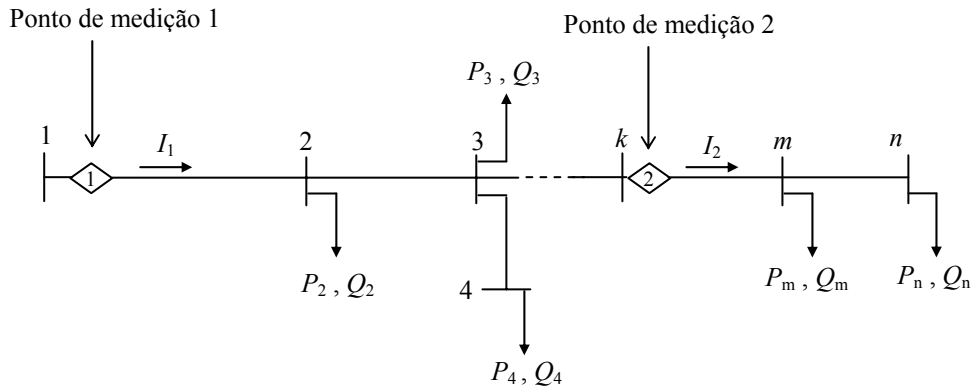 Ponto de medição 1
Ponto de medição 2
P3 , Q3
1
I1
2
3
k
I2
m
n
1
2
P2 , Q2
4
Pm , Qm
Pn , Qn
P4 , Q4